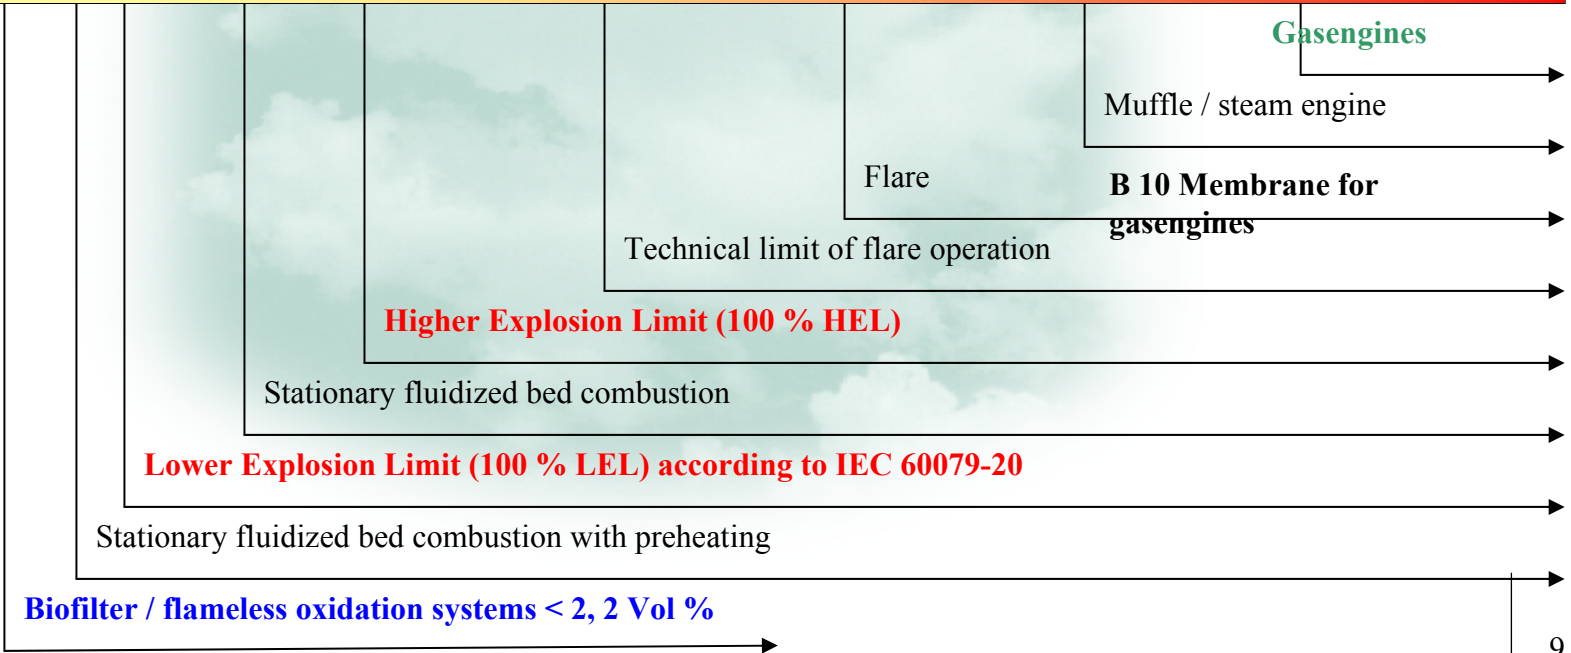 Gasengines
Muffle / steam engine
Flare
B 10 Membrane for
gasengines
Technical limit of flare operation
Higher Explosion Limit (100 % HEL)
Stationary fluidized bed combustion
Lower Explosion Limit (100 % LEL) according to IEC 60079-20
Stationary fluidized bed combustion with preheating
Biofilter / flameless oxidation systems < 2, 2 Vol %
9